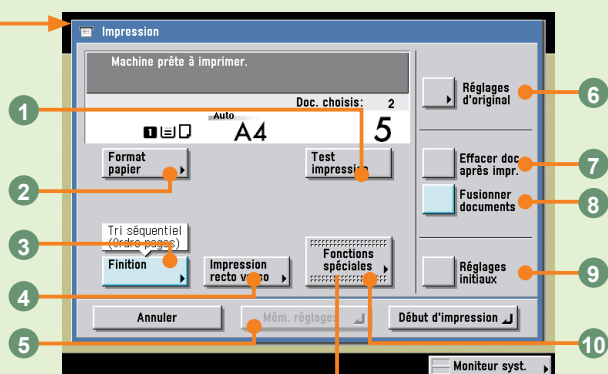 Impression
Machine prête à imprimer.
Doc. choisis: 2
1 Auto A4 5
1
Format papier
2
Test impression
Réglages d'original
6
Effacer doc. après impr.
7
Fusionner documents
8
Tri séquentiel
(Ordre pages)
3
Finition
4
Impression recto verso
Fonctions spéciales
Réglages initiaux
9
Annuler
Mém. réglages
Début d'impression
5
10
Moniteur syst.